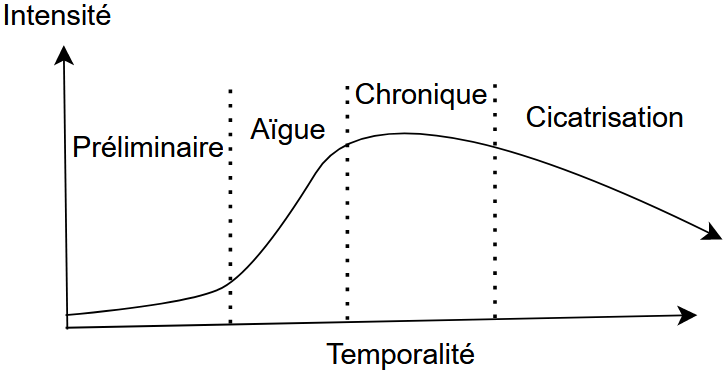 Intensité
Chronique
Cicatrisation
Aïgue
Préliminaire
Temporalité